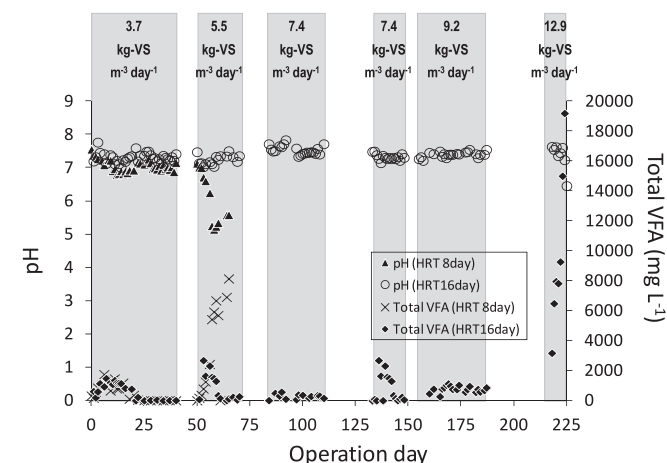 3.7
kg-VS
m⁻³ day⁻¹
5.5
kg-VS
m⁻³ day⁻¹
7.4
kg-VS
m⁻³ day⁻¹
7.4
kg-VS
m⁻³ day⁻¹
9.2
kg-VS
m⁻³ day⁻¹
12.9
kg-VS
m⁻³ day⁻¹
9
8
7
6
5
4
3
2
1
0
pH
20000
18000
16000
14000
12000
10000
8000
6000
4000
2000
0
Total VFA (mg L⁻¹)
pH (HRT 8day)
pH (HRT16day)
Total VFA (HRT 8day)
Total VFA (HRT16day)
0 25 50 75 100 125 150 175 200 225
Operation day